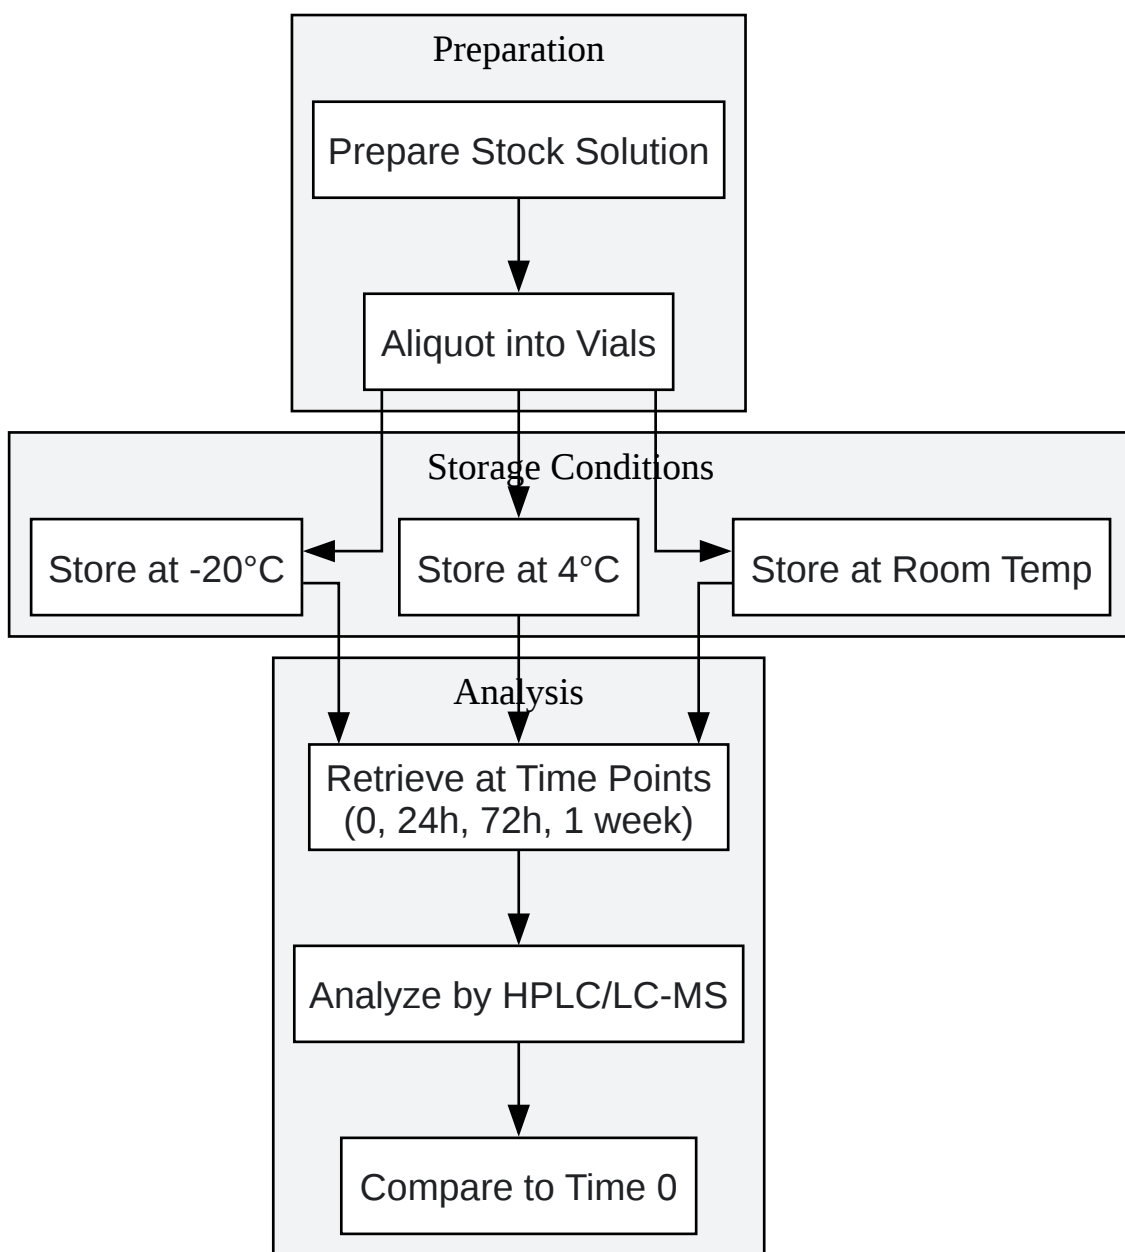 Preparation
Prepare Stock Solution
Aliquot into Vials
Storage Conditions
Store at -20°C
Store at 4°C
Store at Room Temp
Analysis
Retrieve at Time Points
(0, 24h, 72h, 1 week)
Analyze by HPLC/LC-MS
Compare to Time 0